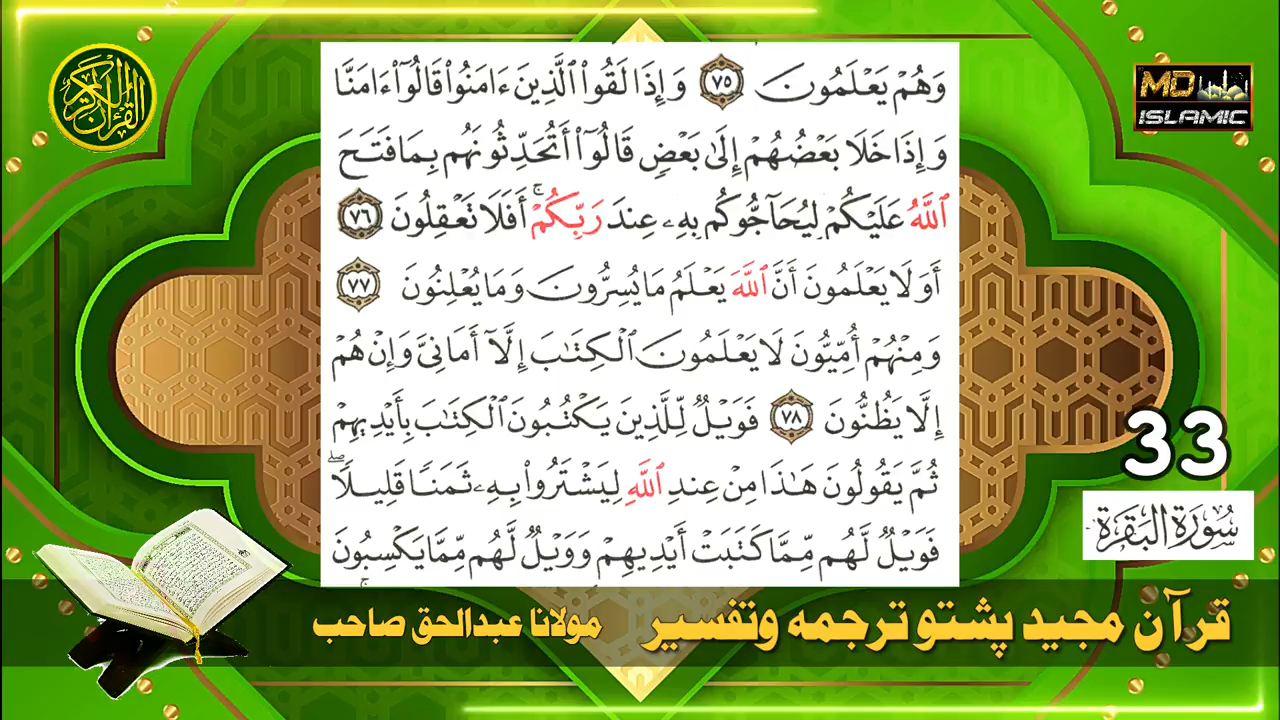 القرآن الكريم
MD
ISLAMIC
وَهُمْ يَعْلَمُونَ ٧٥ وَإِذَا لَقُوا۟ ٱلَّذِينَ ءَامَنُوا۟ قَالُوٓا۟ ءَامَنَّا
وَإِذَا خَلَا بَعْضُهُمْ إِلَىٰ بَعْضٍ قَالُوٓا۟ أَتُحَدِّثُونَهُم بِمَا فَتَحَ
ٱللَّهُ عَلَيْكُمْ لِيُحَآجُّوكُم بِهِۦ عِندَ رَبِّكُمْ ۚ أَفَلَا تَعْقِلُونَ ٧٦
أَوَلَا يَعْلَمُونَ أَنَّ ٱللَّهَ يَعْلَمُ مَا يُسِرُّونَ وَمَا يُعْلِنُونَ ٧٧
وَمِنْهُمْ أُمِّيُّونَ لَا يَعْلَمُونَ ٱلْكِتَـٰبَ إِلَّآ أَمَانِىَّ وَإِنْ هُمْ
إِلَّا يَظُنُّونَ ٧٨ فَوَيْلٌ لِّلَّذِينَ يَكْتُبُونَ ٱلْكِتَـٰبَ بِأَيْدِيهِمْ
ثُمَّ يَقُولُونَ هَـٰذَا مِنْ عِندِ ٱللَّهِ لِيَشْتَرُوا۟ بِهِۦ ثَمَنًا قَلِيلًا ۖ
فَوَيْلٌ لَّهُم مِّمَّا كَتَبَتْ أَيْدِيهِمْ وَوَيْلٌ لَّهُم مِّمَّا يَكْسِبُونَ
33
سُورَةُ البَقَرَةِ
قرآن مجید پشتو ترجمه وتفسیر مولانا عبدالحق صاحب